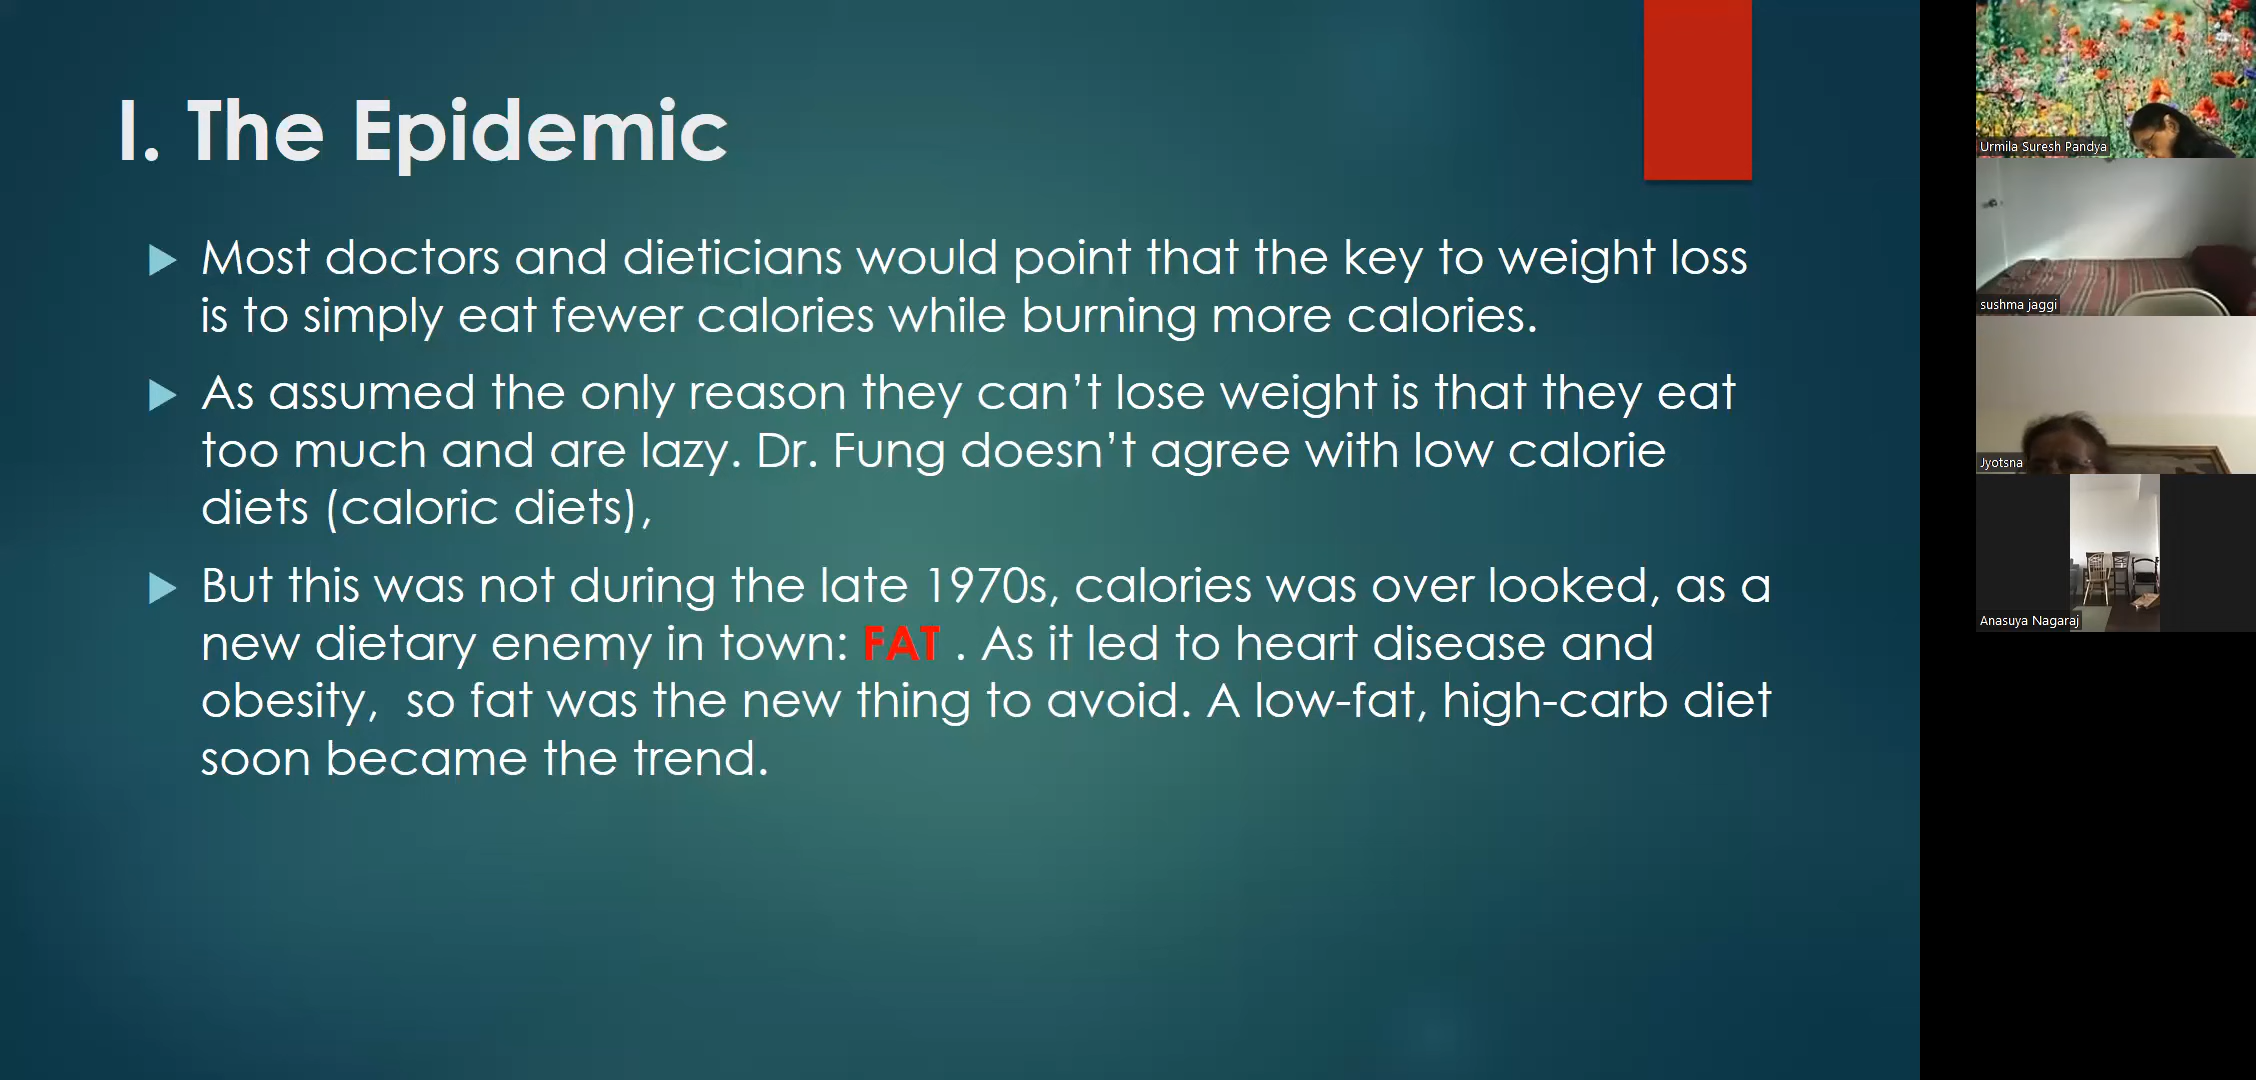 I. The Epidemic
Most doctors and dieticians would point that the key to weight loss
is to simply eat fewer calories while burning more calories.
As assumed the only reason they can’t lose weight is that they eat
too much and are lazy. Dr. Fung doesn’t agree with low calorie
diets (caloric diets),
But this was not during the late 1970s, calories was over looked, as a
new dietary enemy in town: FAT . As it led to heart disease and
obesity,  so fat was the new thing to avoid. A low-fat, high-carb diet
soon became the trend.
Urmila Suresh Pandya
sushma jaggi
Jyotsna
Anasuya Nagaraj